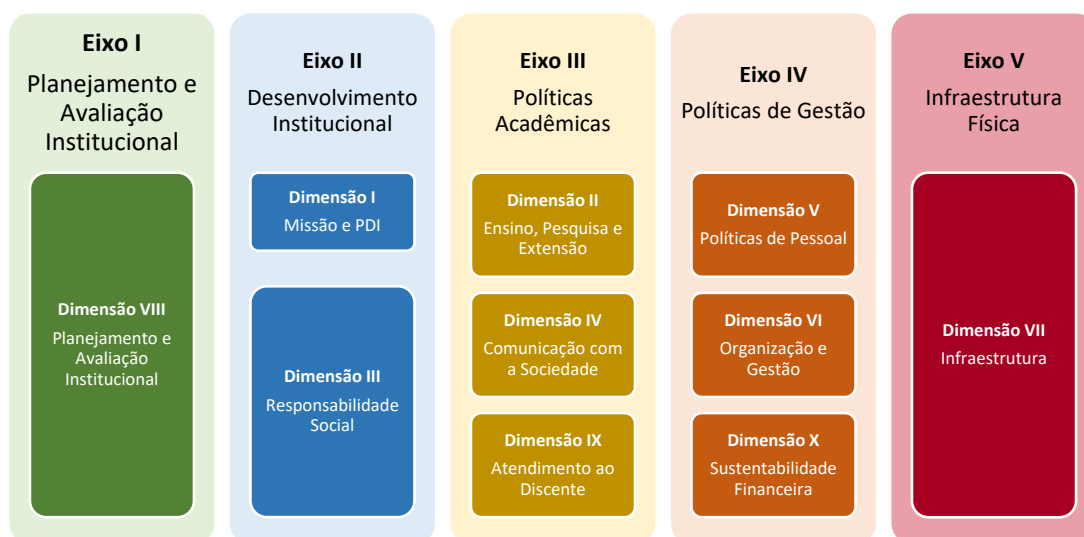 Eixo I
Planejamento e
Avaliação
Institucional
Dimensão VIII
Planejamento e
Avaliação
Institucional
Eixo II
Desenvolvimento
Institucional
Dimensão I
Missão e PDI
Dimensão III
Responsabilidade
Social
Eixo III
Políticas
Acadêmicas
Dimensão II
Ensino, Pesquisa e
Extensão
Dimensão IV
Comunicação com
a Sociedade
Dimensão IX
Atendimento ao
Discente
Eixo IV
Políticas de Gestão
Dimensão V
Políticas de Pessoal
Dimensão VI
Organização e
Gestão
Dimensão X
Sustentabilidade
Financeira
Eixo V
Infraestrutura
Física
Dimensão VII
Infraestrutura